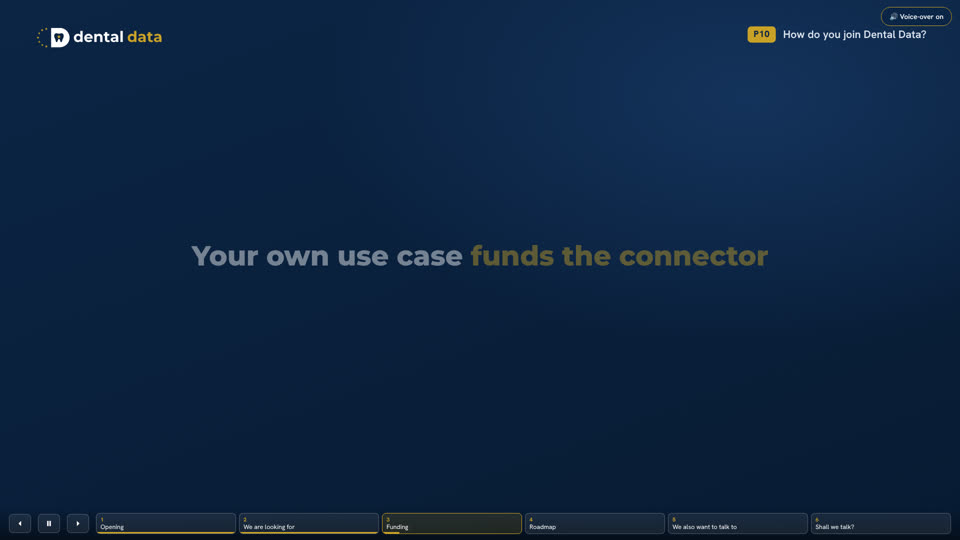 🔊 Voice-over on
dental data
P10 How do you join Dental Data?
Your own use case funds the connector
1
Opening
2
We are looking for
3
Funding
4
Roadmap
5
We also want to talk to
6
Shall we talk?